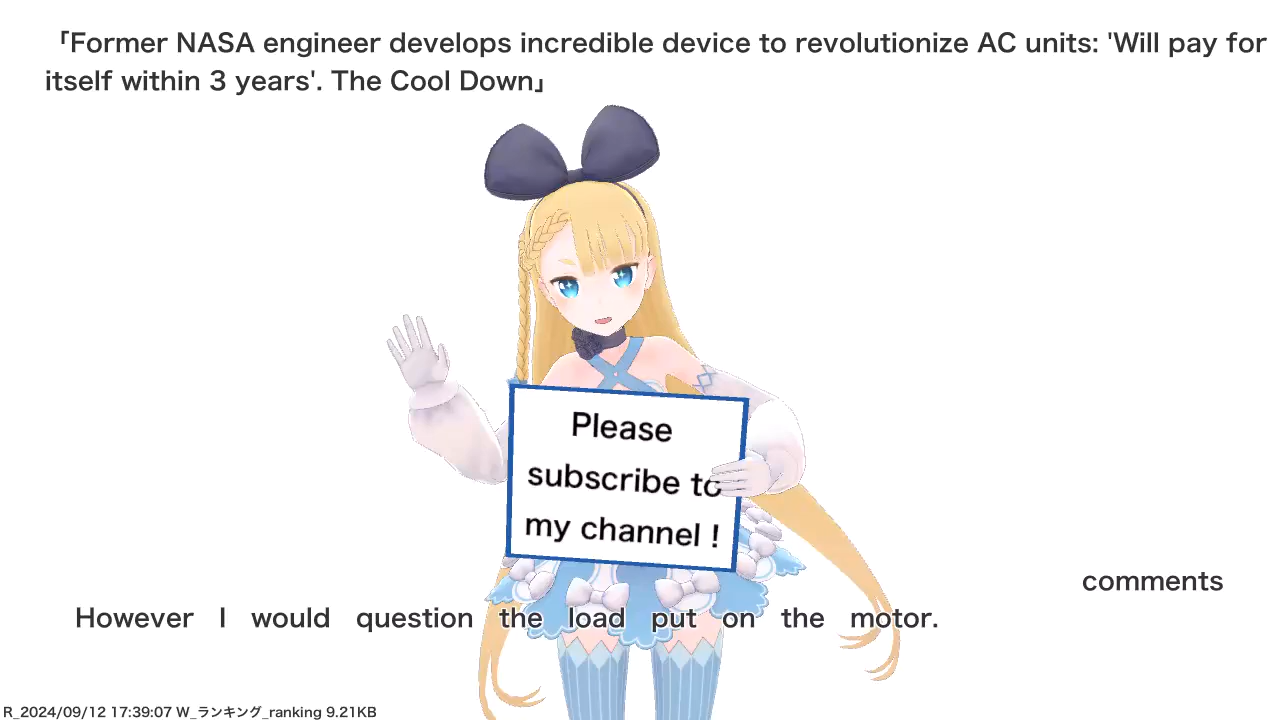 「Former NASA engineer develops incredible device to revolutionize AC units: 'Will pay for
itself within 3 years'. The Cool Down」
Please
subscribe to
my channel !
comments
However I would question the load put on the motor.
R_2024/09/12 17:39:07 W_ランキング_ranking 9.21KB